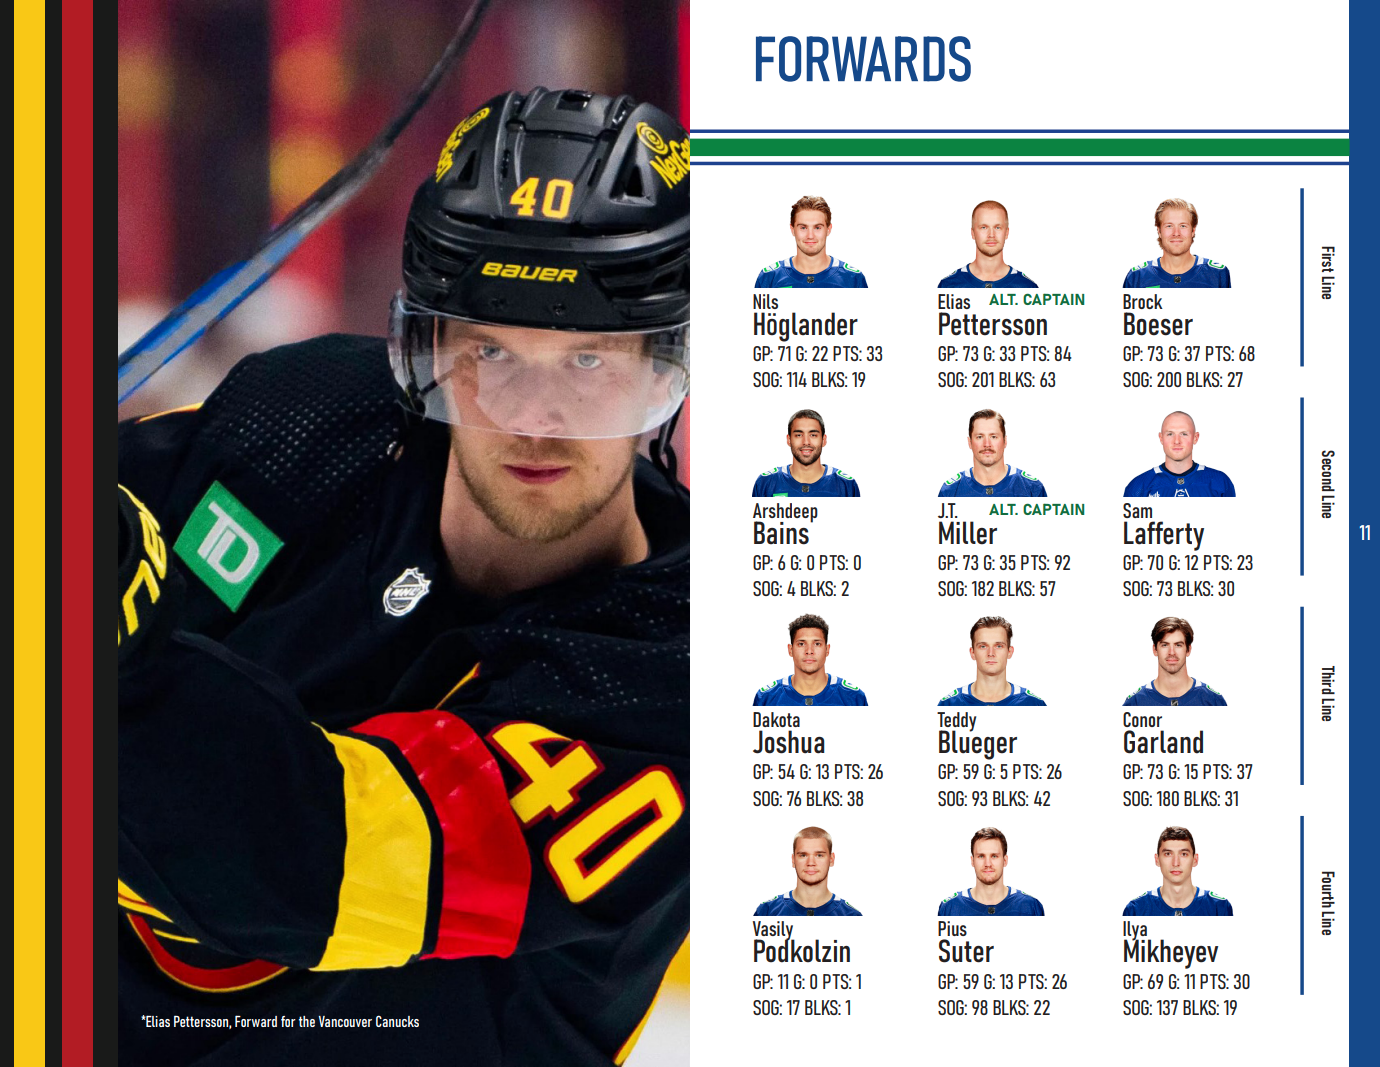 40
BAUER
NexGen
TD
NHL
40
*Elias Pettersson, Forward for the Vancouver Canucks
FORWARDS
First Line
Nils
Höglander
GP: 71 G: 22 PTS: 33
SOG: 114 BLKS: 19
Elias ALT. CAPTAIN
Pettersson
GP: 73 G: 33 PTS: 84
SOG: 201 BLKS: 63
Brock
Boeser
GP: 73 G: 37 PTS: 68
SOG: 200 BLKS: 27
Second Line
Arshdeep
Bains
GP: 6 G: 0 PTS: 0
SOG: 4 BLKS: 2
J.T. ALT. CAPTAIN
Miller
GP: 73 G: 35 PTS: 92
SOG: 182 BLKS: 57
Sam
Lafferty
GP: 70 G: 12 PTS: 23
SOG: 73 BLKS: 30
Third Line
Dakota
Joshua
GP: 54 G: 13 PTS: 26
SOG: 76 BLKS: 38
Teddy
Blueger
GP: 59 G: 5 PTS: 26
SOG: 93 BLKS: 42
Conor
Garland
GP: 73 G: 15 PTS: 37
SOG: 180 BLKS: 31
Fourth Line
Vasily
Podkolzin
GP: 11 G: 0 PTS: 1
SOG: 17 BLKS: 1
Pius
Suter
GP: 59 G: 13 PTS: 26
SOG: 98 BLKS: 22
Ilya
Mikheyev
GP: 69 G: 11 PTS: 30
SOG: 137 BLKS: 19
11